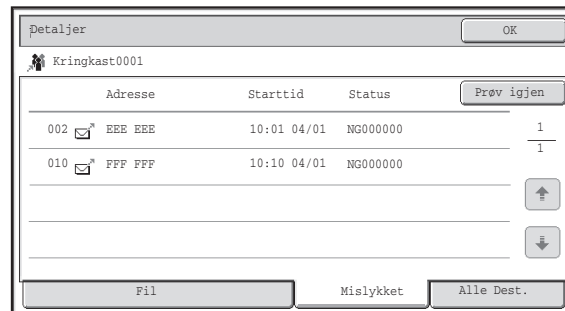 Detaljer OK
Kringkast0001
Adresse Starttid Status Prøv igjen
002 EEE EEE 10:01 04/01 NG000000 1
1
010 FFF FFF 10:10 04/01 NG000000
Fil Mislykket Alle Dest.